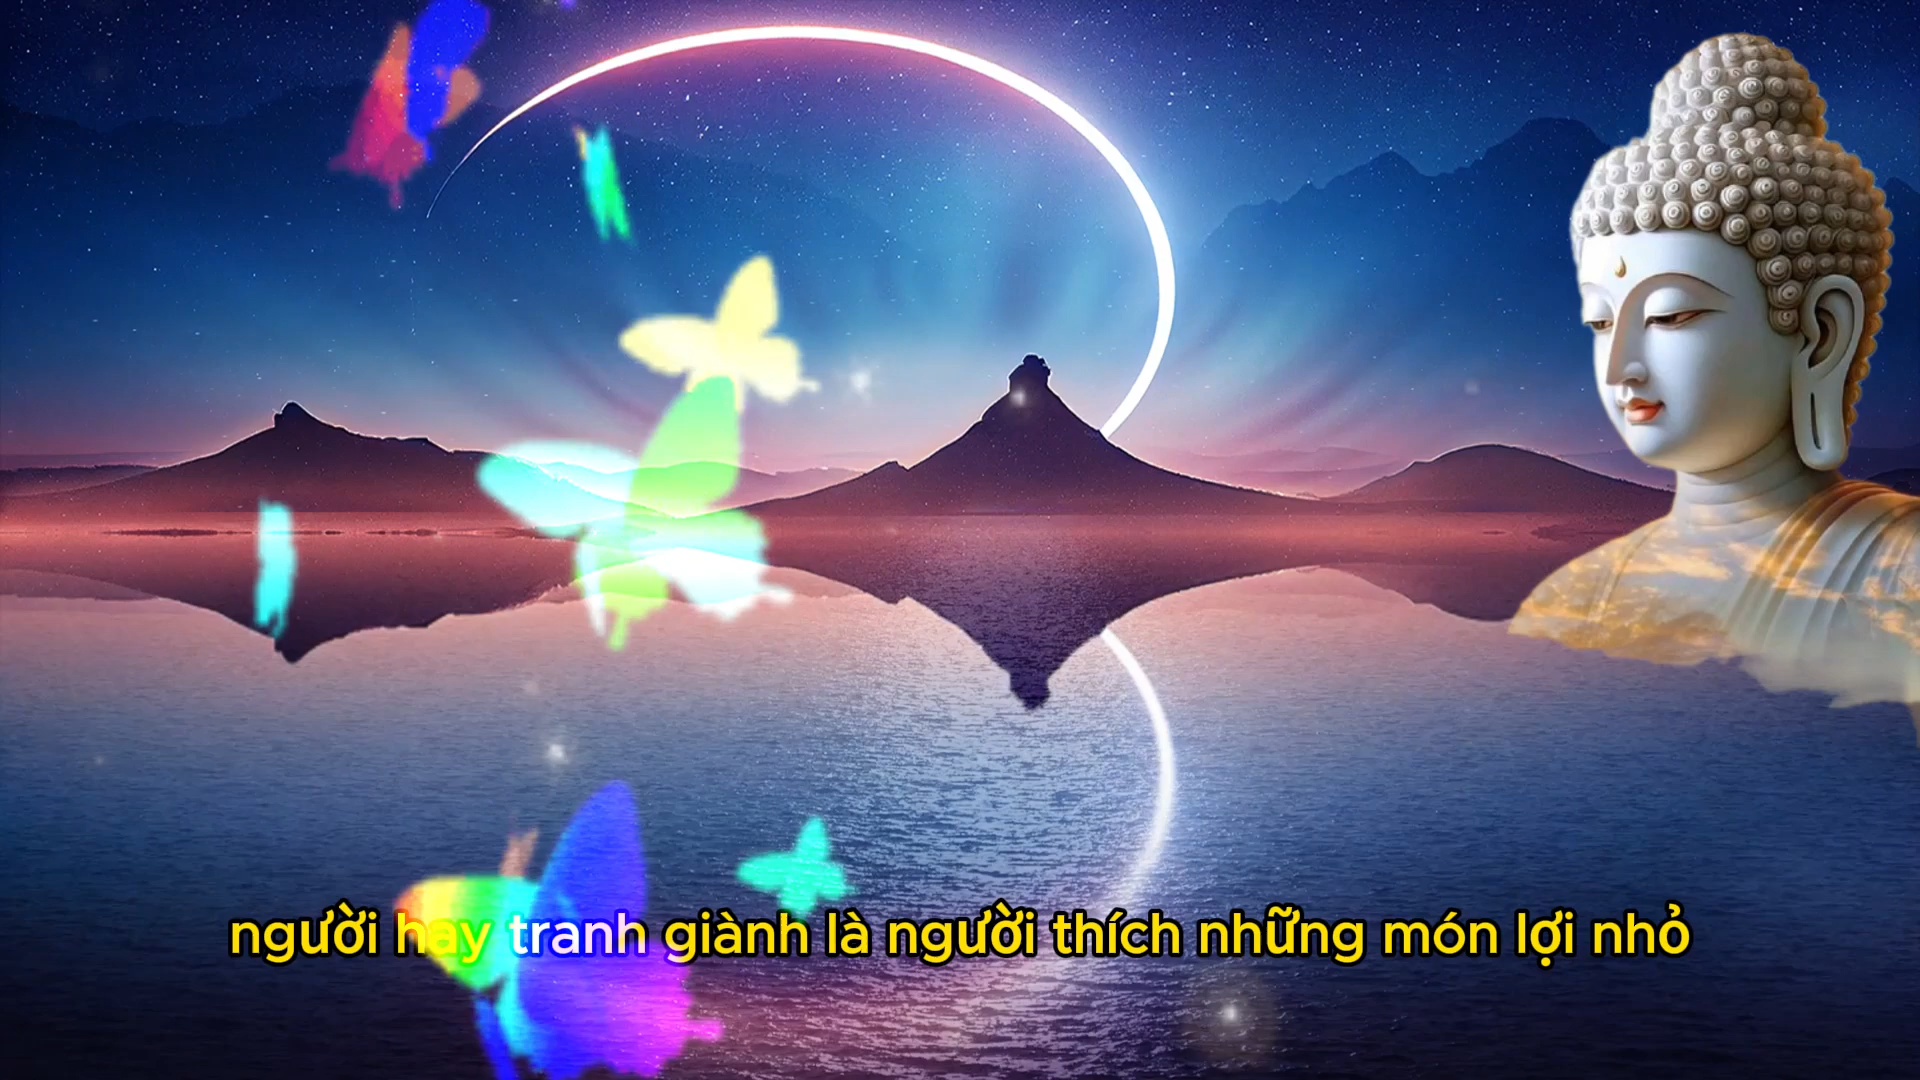 người hay tranh giành là người thích những món lợi nhỏ